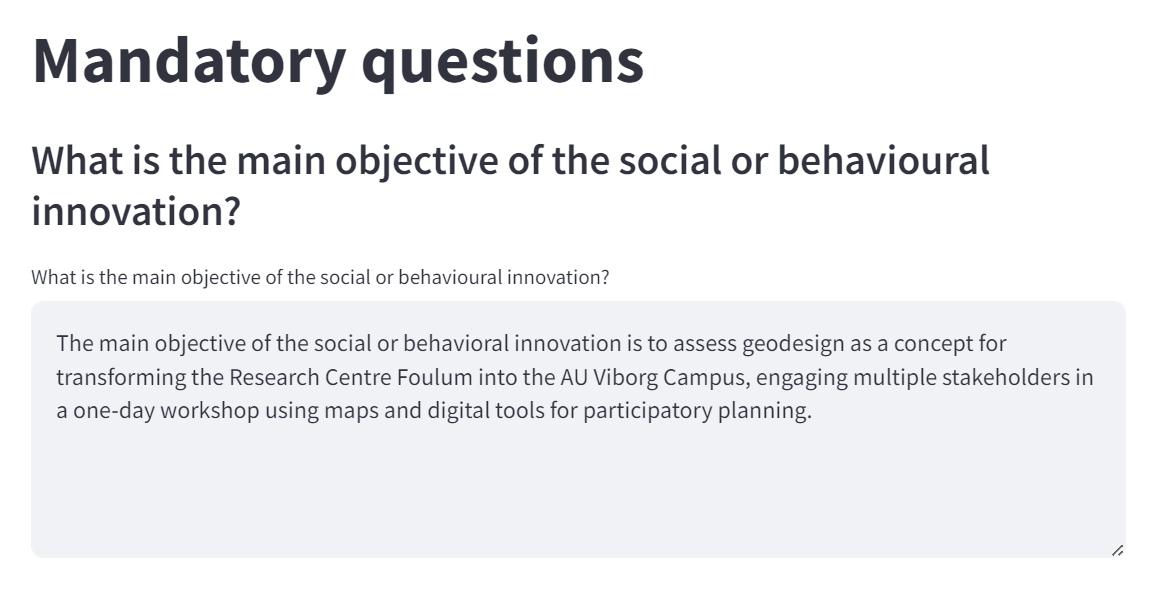 Mandatory questions
What is the main objective of the social or behavioural
innovation?
What is the main objective of the social or behavioural innovation?
The main objective of the social or behavioral innovation is to assess geodesign as a concept for
transforming the Research Centre Foulum into the AU Viborg Campus, engaging multiple stakeholders in
a one-day workshop using maps and digital tools for participatory planning.